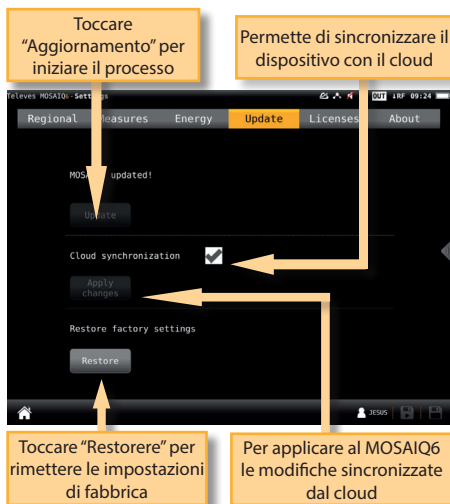 Toccare
“Aggiornamento” per
iniziare il processo
Permette di sincronizzare il
dispositivo con il cloud
Televes MOSAIQ6 - Settings
OUT ↓RF 09:24
Regional Measures Energy Update Licenses About
updated!
Update
Cloud synchronization
Apply
changes
Restore factory settings
Restore
JESUS
Toccare “Restorere” per
rimettere le impostazioni
di fabbrica
Per applicare al MOSAIQ6
le modifiche sincronizzate
dal cloud